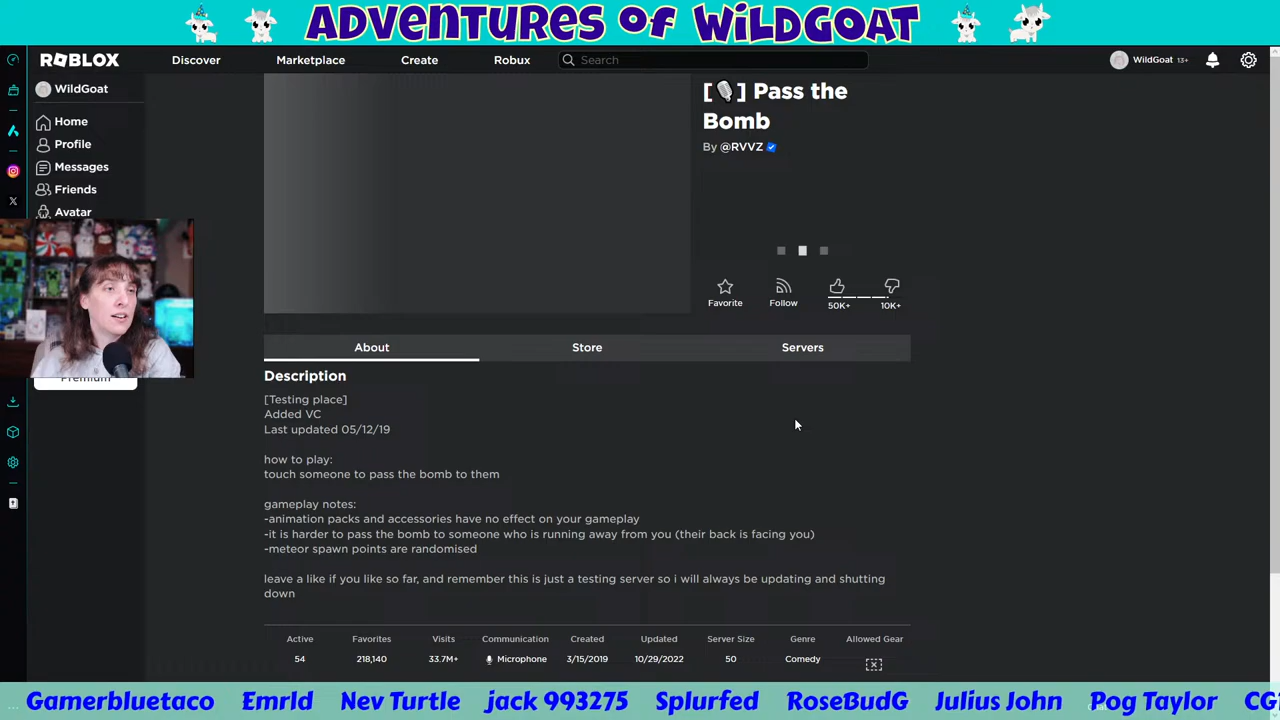 ADVENTURES OF WILDGOAT
ROBLOX Discover Marketplace Create Robux Search WildGoat 13+
WildGoat
Home
Profile
Messages
Friends
Avatar
Premium
[🎙] Pass the
Bomb
By @RVVZ
Favorite Follow 50K+ 10K+
About Store Servers
Description
[Testing place]
Added VC
Last updated 05/12/19
how to play:
touch someone to pass the bomb to them
gameplay notes:
-animation packs and accessories have no effect on your gameplay
-it is harder to pass the bomb to someone who is running away from you (their back is facing you)
-meteor spawn points are randomised
leave a like if you like so far, and remember this is just a testing server so i will always be updating and shutting
down
Active Favorites Visits Communication Created Updated Server Size Genre Allowed Gear
54 218,140 33.7M+ Microphone 3/15/2019 10/29/2022 50 Comedy
Gamerbluetaco Emrld Nev Turtle jack 993275 Splurfed RoseBudG Julius John Pog Taylor